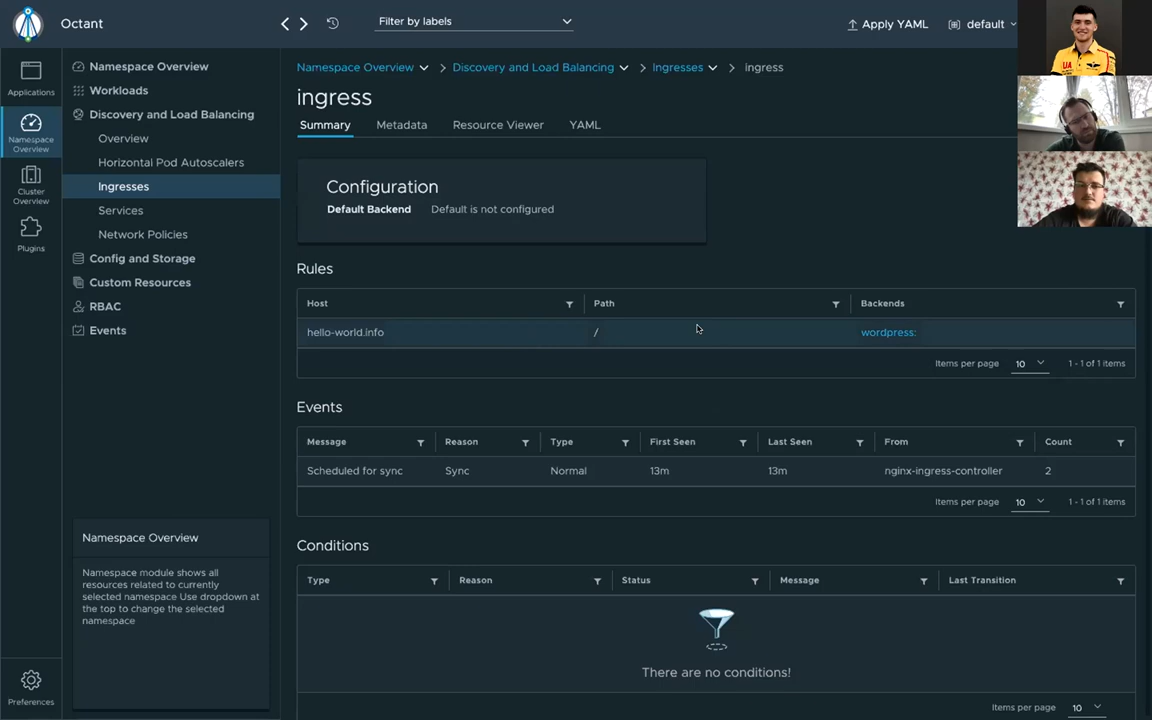 Octant
Filter by labels
Apply YAML
default
Applications
Namespace
Overview
Cluster
Overview
Plugins
Preferences
Namespace Overview
Workloads
Discovery and Load Balancing
Overview
Horizontal Pod Autoscalers
Ingresses
Services
Network Policies
Config and Storage
Custom Resources
RBAC
Events
Namespace Overview
Namespace module shows all
resources related to currently
selected namespace Use dropdown at
the top to change the selected
namespace
Namespace Overview > Discovery and Load Balancing > Ingresses > ingress
ingress
Summary Metadata Resource Viewer YAML
Configuration
Default Backend Default is not configured
Rules
Host Path Backends
hello-world.info / wordpress:
Items per page 10 1 - 1 of 1 items
Events
Message Reason Type First Seen Last Seen From Count
Scheduled for sync Sync Normal 13m 13m nginx-ingress-controller 2
Items per page 10 1 - 1 of 1 items
Conditions
Type Reason Status Message Last Transition
There are no conditions!
Items per page 10
UA